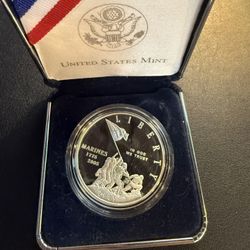 UNITED STATES MINT
LIBERTY
IN GOD
WE TRUST
MARINES
1775
2005